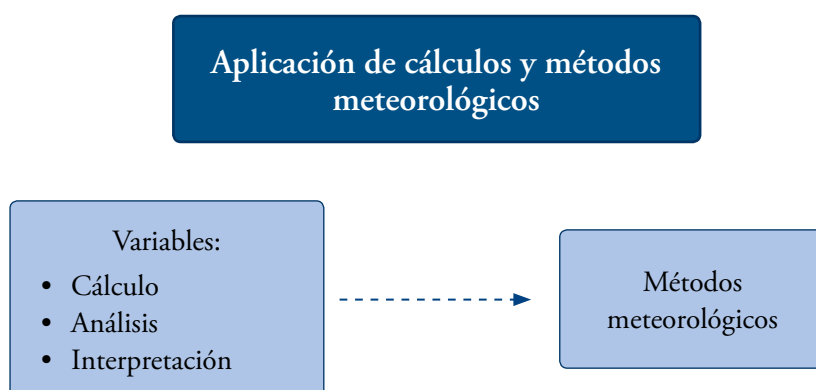 Aplicación de cálculos y métodos
meteorológicos
Variables:
• Cálculo
• Análisis
• Interpretación
Métodos
meteorológicos